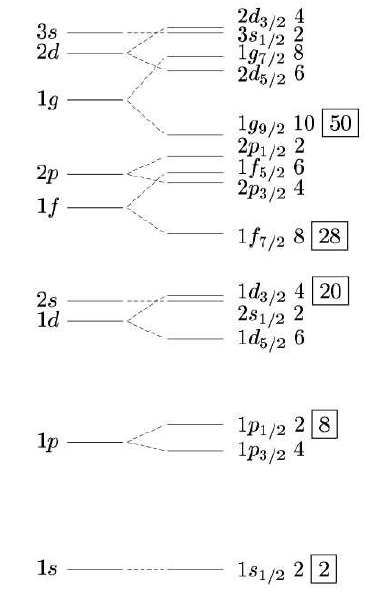 2d₃/₂ 4
3s 3s₁/₂ 2
2d 1g₇/₂ 8
2d₅/₂ 6
1g
1g₉/₂ 10 50
2p₁/₂ 2
2p 1f₅/₂ 6
2p₃/₂ 4
1f
1f₇/₂ 8 28
1d₃/₂ 4 20
2s 2s₁/₂ 2
1d 1d₅/₂ 6
1p₁/₂ 2 8
1p 1p₃/₂ 4
1s 1s₁/₂ 2 2